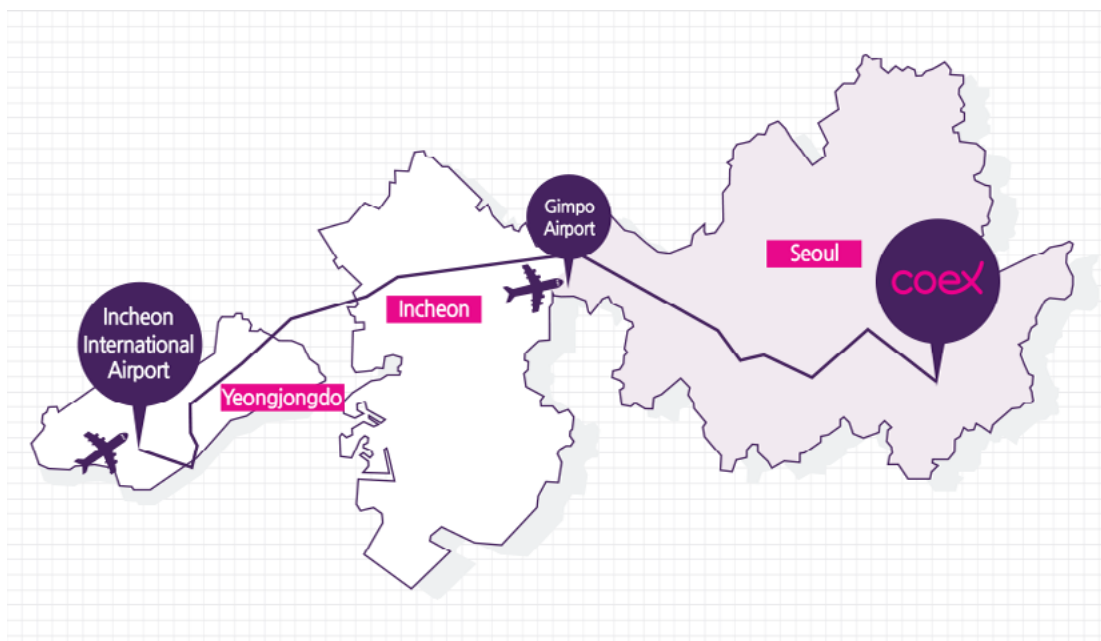 Gimpo
Airport
Seoul
coex
Incheon
Incheon
International
Airport
Yeongjongdo